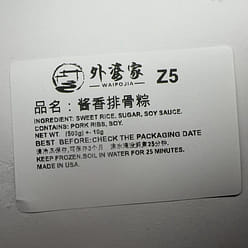 外婆家 Z5
WAIPOJIA
品名：酱香排骨粽
INGREDIENT: SWEET RICE, SUGAR, SOY SAUCE.
CONTAINS: PORK RIBS, SOY.
NET WT: (500g) +- 10g
BEST BEFORE:CHECK THE PACKAGING DATE
KEEP FROZEN.BOIL IN WATER FOR 25 MINUTES.
MADE IN USA.